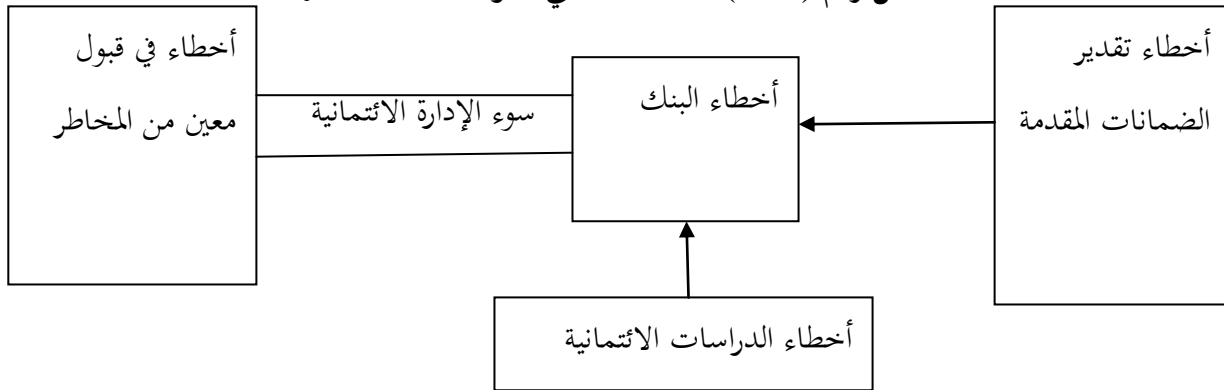 أخطاء تقدير
الضمانات المقدمة
أخطاء البنك
سوء الإدارة الائتمانية
أخطاء في قبول
معين من المخاطر
أخطاء الدراسات الائتمانية